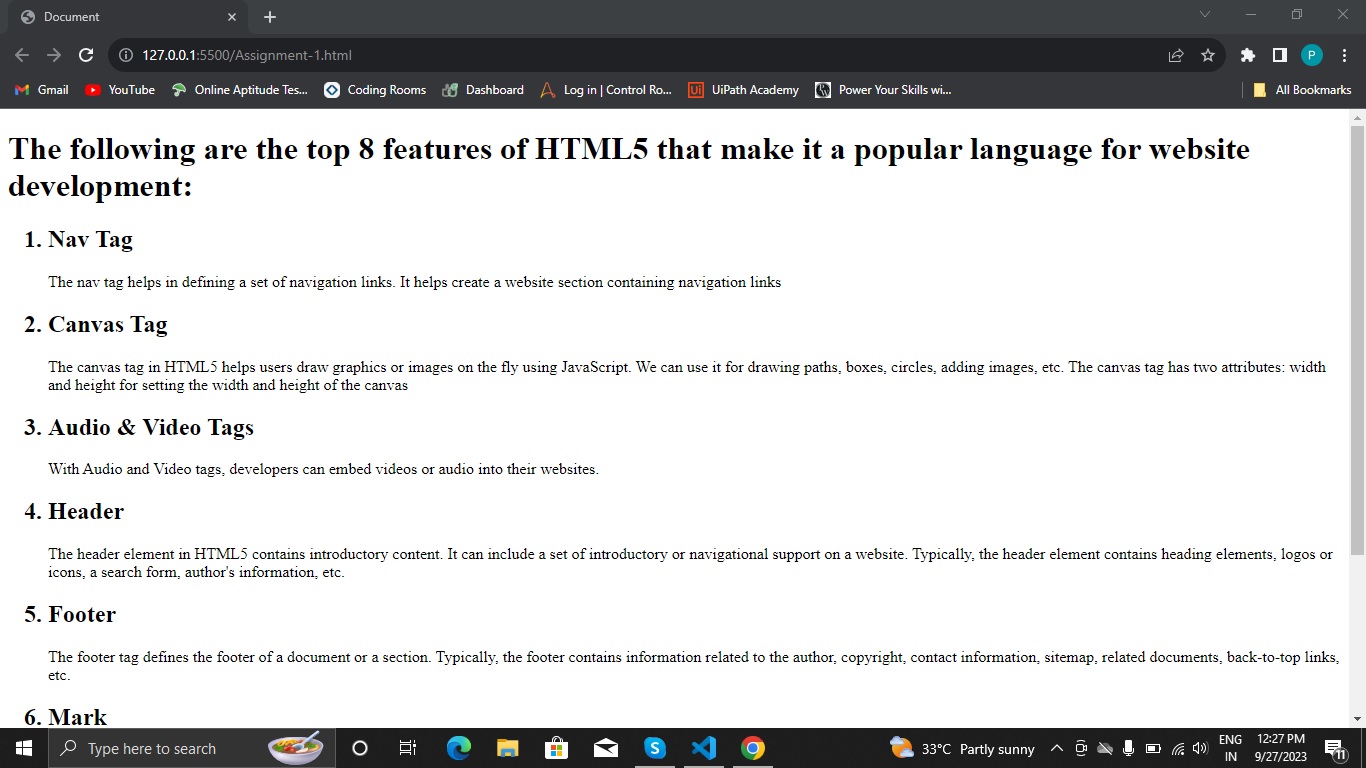 Document
127.0.0.1:5500/Assignment-1.html
P
Gmail YouTube Online Aptitude Tes... Coding Rooms Dashboard Log in | Control Ro... Ui UiPath Academy Power Your Skills wi... All Bookmarks
The following are the top 8 features of HTML5 that make it a popular language for website
development:
1. Nav Tag
The nav tag helps in defining a set of navigation links. It helps create a website section containing navigation links
2. Canvas Tag
The canvas tag in HTML5 helps users draw graphics or images on the fly using JavaScript. We can use it for drawing paths, boxes, circles, adding images, etc. The canvas tag has two attributes: width
and height for setting the width and height of the canvas
3. Audio & Video Tags
With Audio and Video tags, developers can embed videos or audio into their websites.
4. Header
The header element in HTML5 contains introductory content. It can include a set of introductory or navigational support on a website. Typically, the header element contains heading elements, logos or
icons, a search form, author's information, etc.
5. Footer
The footer tag defines the footer of a document or a section. Typically, the footer contains information related to the author, copyright, contact information, sitemap, related documents, back-to-top links,
etc.
6. Mark
Type here to search
S
33°C Partly sunny
ENG
IN
12:27 PM
9/27/2023
11